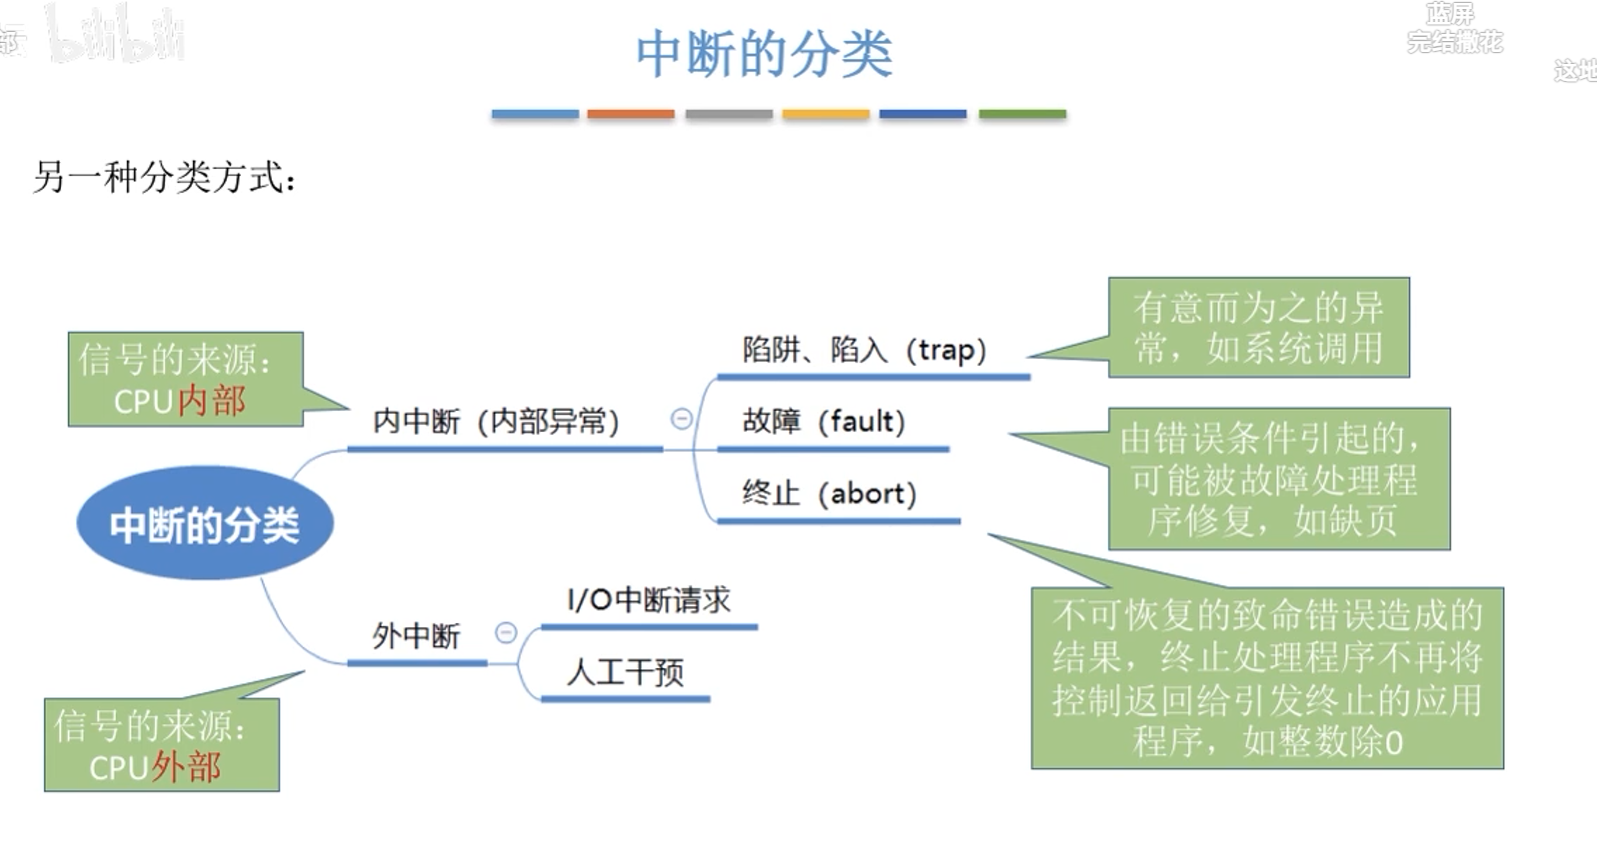 bilibili
蓝屏
完结撒花
中断的分类
另一种分类方式：
信号的来源：
CPU内部
内中断（内部异常）
陷阱、陷入（trap）
有意而为之的异
常，如系统调用
故障（fault）
由错误条件引起的，
可能被故障处理程
序修复，如缺页
终止（abort）
不可恢复的致命错误造成的
结果，终止处理程序不再将
控制返回给引发终止的应用
程序，如整数除0
中断的分类
外中断
I/O中断请求
人工干预
信号的来源：
CPU外部